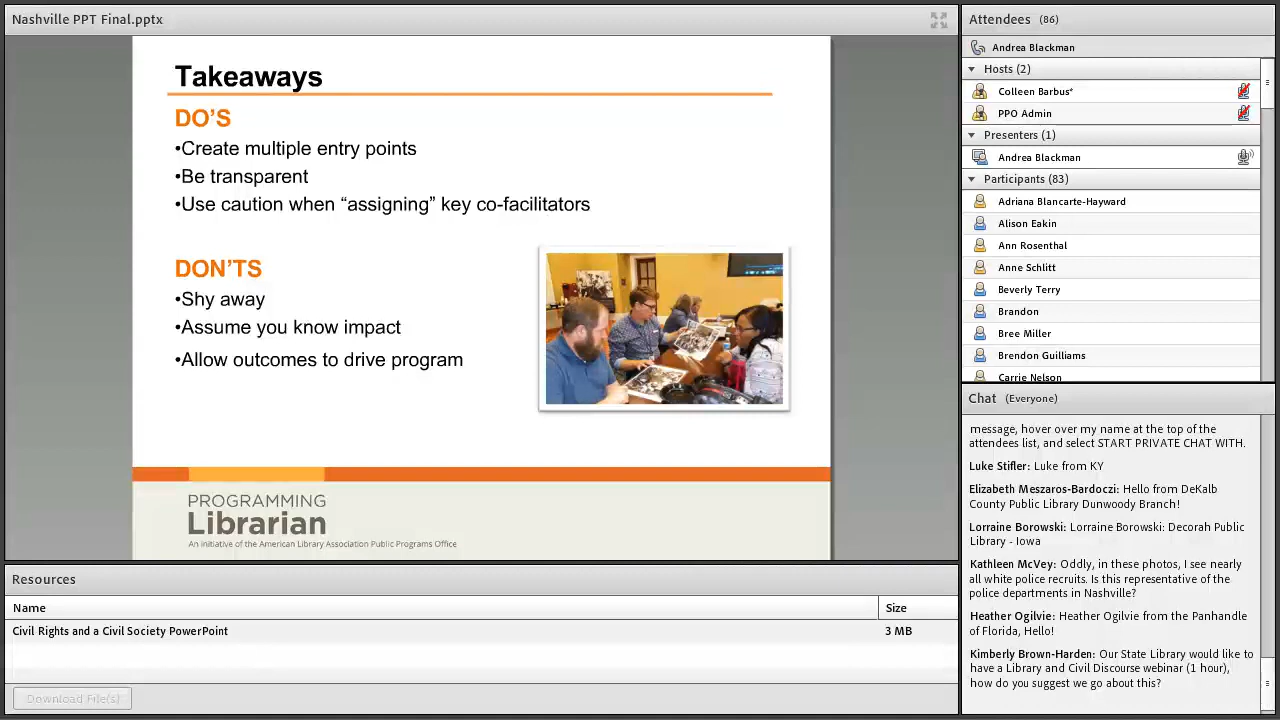 Nashville PPT Final.pptx
Takeaways
DO'S
•Create multiple entry points
•Be transparent
•Use caution when “assigning” key co-facilitators
DON'TS
•Shy away
•Assume you know impact
•Allow outcomes to drive program
PROGRAMMING
Librarian
An initiative of the American Library Association Public Programs Office
Resources
Name
Size
Civil Rights and a Civil Society PowerPoint
3 MB
Download File(s)
Attendees (86)
Andrea Blackman
Hosts (2)
Colleen Barbus*
PPO Admin
Presenters (1)
Andrea Blackman
Participants (83)
Adriana Blancarte-Hayward
Alison Eakin
Ann Rosenthal
Anne Schlitt
Beverly Terry
Brandon
Bree Miller
Brendon Guilliams
Carrie Nelson
Chat (Everyone)
message, hover over my name at the top of the
attendees list, and select START PRIVATE CHAT WITH.
Luke Stifler: Luke from KY
Elizabeth Meszaros-Bardoczi: Hello from DeKalb
County Public Library Dunwoody Branch!
Lorraine Borowski: Lorraine Borowski: Decorah Public
Library - Iowa
Kathleen McVey: Oddly, in these photos, I see nearly
all white police recruits. Is this representative of the
police departments in Nashville?
Heather Ogilvie: Heather Ogilvie from the Panhandle
of Florida, Hello!
Kimberly Brown-Harden: Our State Library would like to
have a Library and Civil Discourse webinar (1 hour),
how do you suggest we go about this?